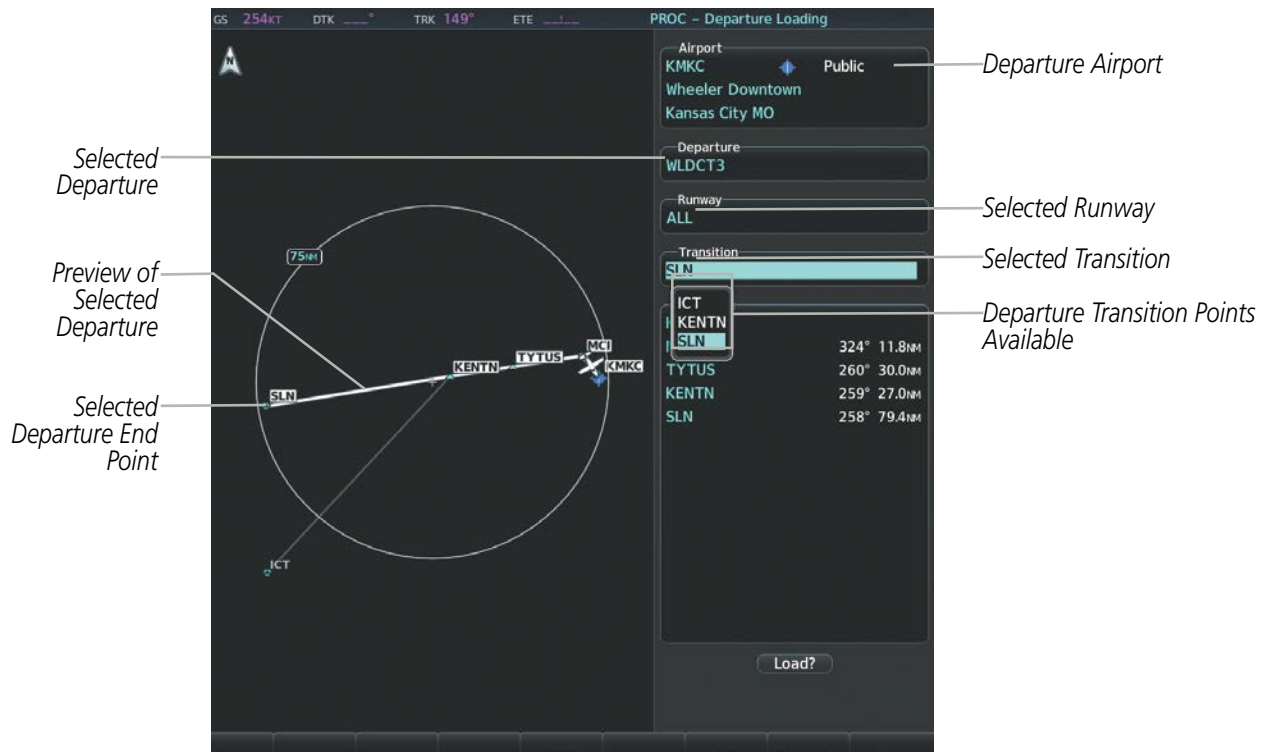 GS 254KT DTK ___° TRK 149° ETE __:__ PROC – Departure Loading
Airport
KMKC Public
Wheeler Downtown
Kansas City MO
Departure Airport
Departure
WLDCT3
Selected
Departure
Runway
ALL
Selected Runway
Transition
SLN
Selected Transition
ICT
KENTN
SLN
Departure Transition Points
Available
324° 11.8NM
TYTUS 260° 30.0NM
KENTN 259° 27.0NM
SLN 258° 79.4NM
Load?
N
75NM
Preview of
Selected
Departure
MCI
KMKC
TYTUS
KENTN
SLN
Selected
Departure End
Point
ICT